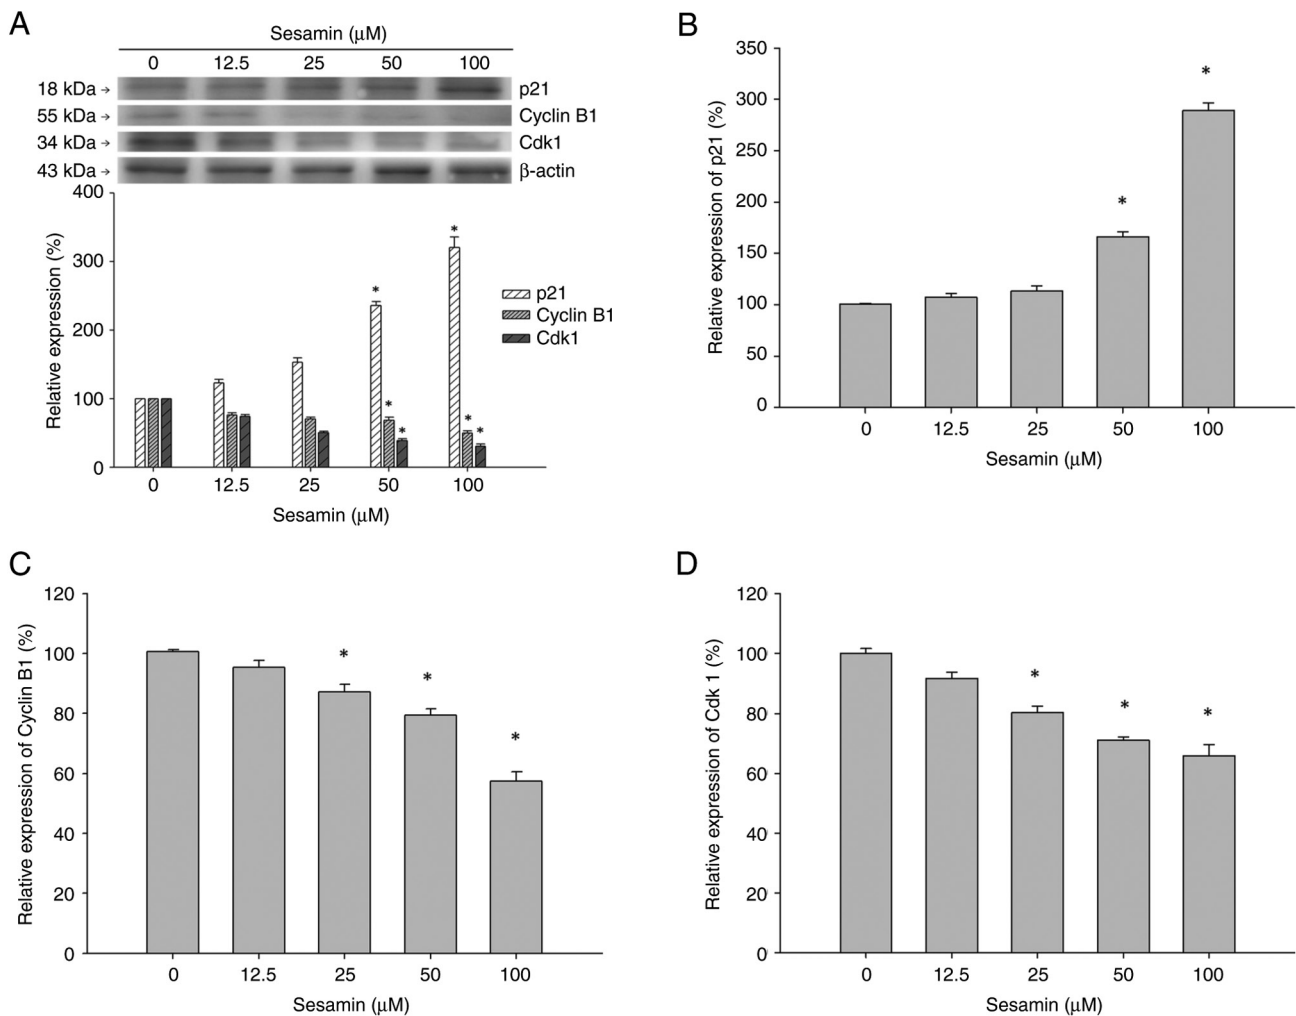 A
Sesamin (μM)
0 12.5 25 50 100
18 kDa → p21
55 kDa → Cyclin B1
34 kDa → Cdk1
43 kDa → β-actin
400
300
200
100
0
Relative expression (%)
* * * * * *
p21
Cyclin B1
Cdk1
0 12.5 25 50 100
Sesamin (μM)
B
350
300
250
200
150
100
50
0
Relative expression of p21 (%)
* *
0 12.5 25 50 100
Sesamin (μM)
C
120
100
80
60
40
20
0
Relative expression of Cyclin B1 (%)
* * *
0 12.5 25 50 100
Sesamin (μM)
D
120
100
80
60
40
20
0
Relative expression of Cdk 1 (%)
* * *
0 12.5 25 50 100
Sesamin (μM)